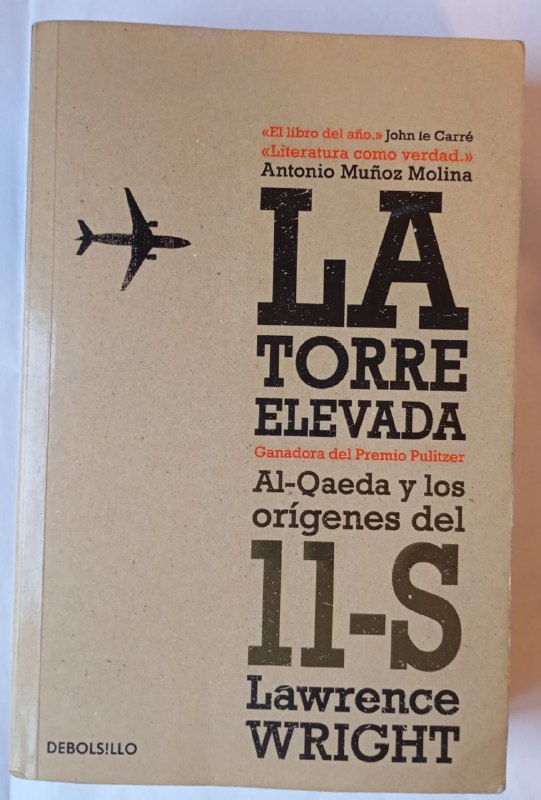 «El libro del año.» John le Carré
«Literatura como verdad.»
Antonio Muñoz Molina
LA
TORRE
ELEVADA
Ganadora del Premio Pulitzer
Al-Qaeda y los
orígenes del
11-S
Lawrence
WRIGHT
DEBOLS!LLO